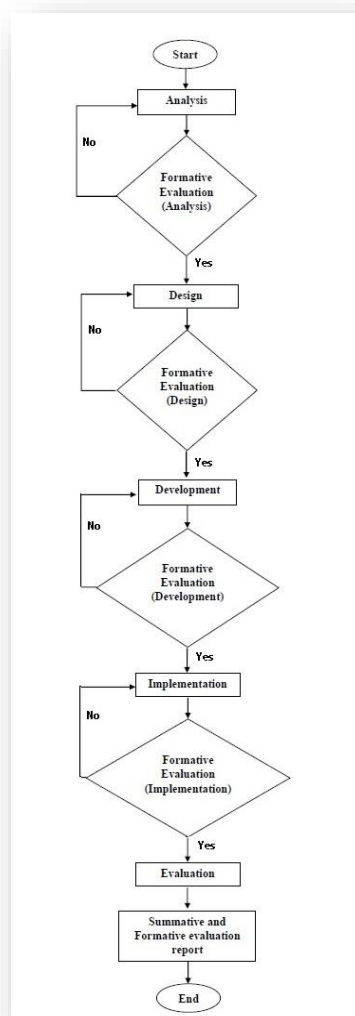 Start
Analysis
No
Formative
Evaluation
(Analysis)
Yes
Design
No
Formative
Evaluation
(Design)
Yes
Development
No
Formative
Evaluation
(Development)
Yes
Implementation
No
Formative
Evaluation
(Implementation)
Yes
Evaluation
Summative and
Formative evaluation
report
End